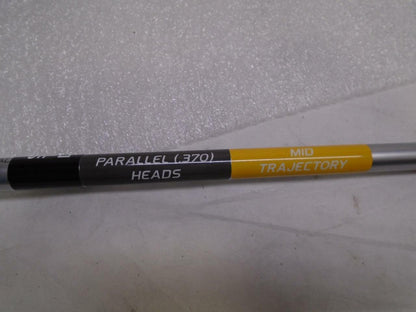 PARALLEL (.370)
HEADS
MID
TRAJECTORY